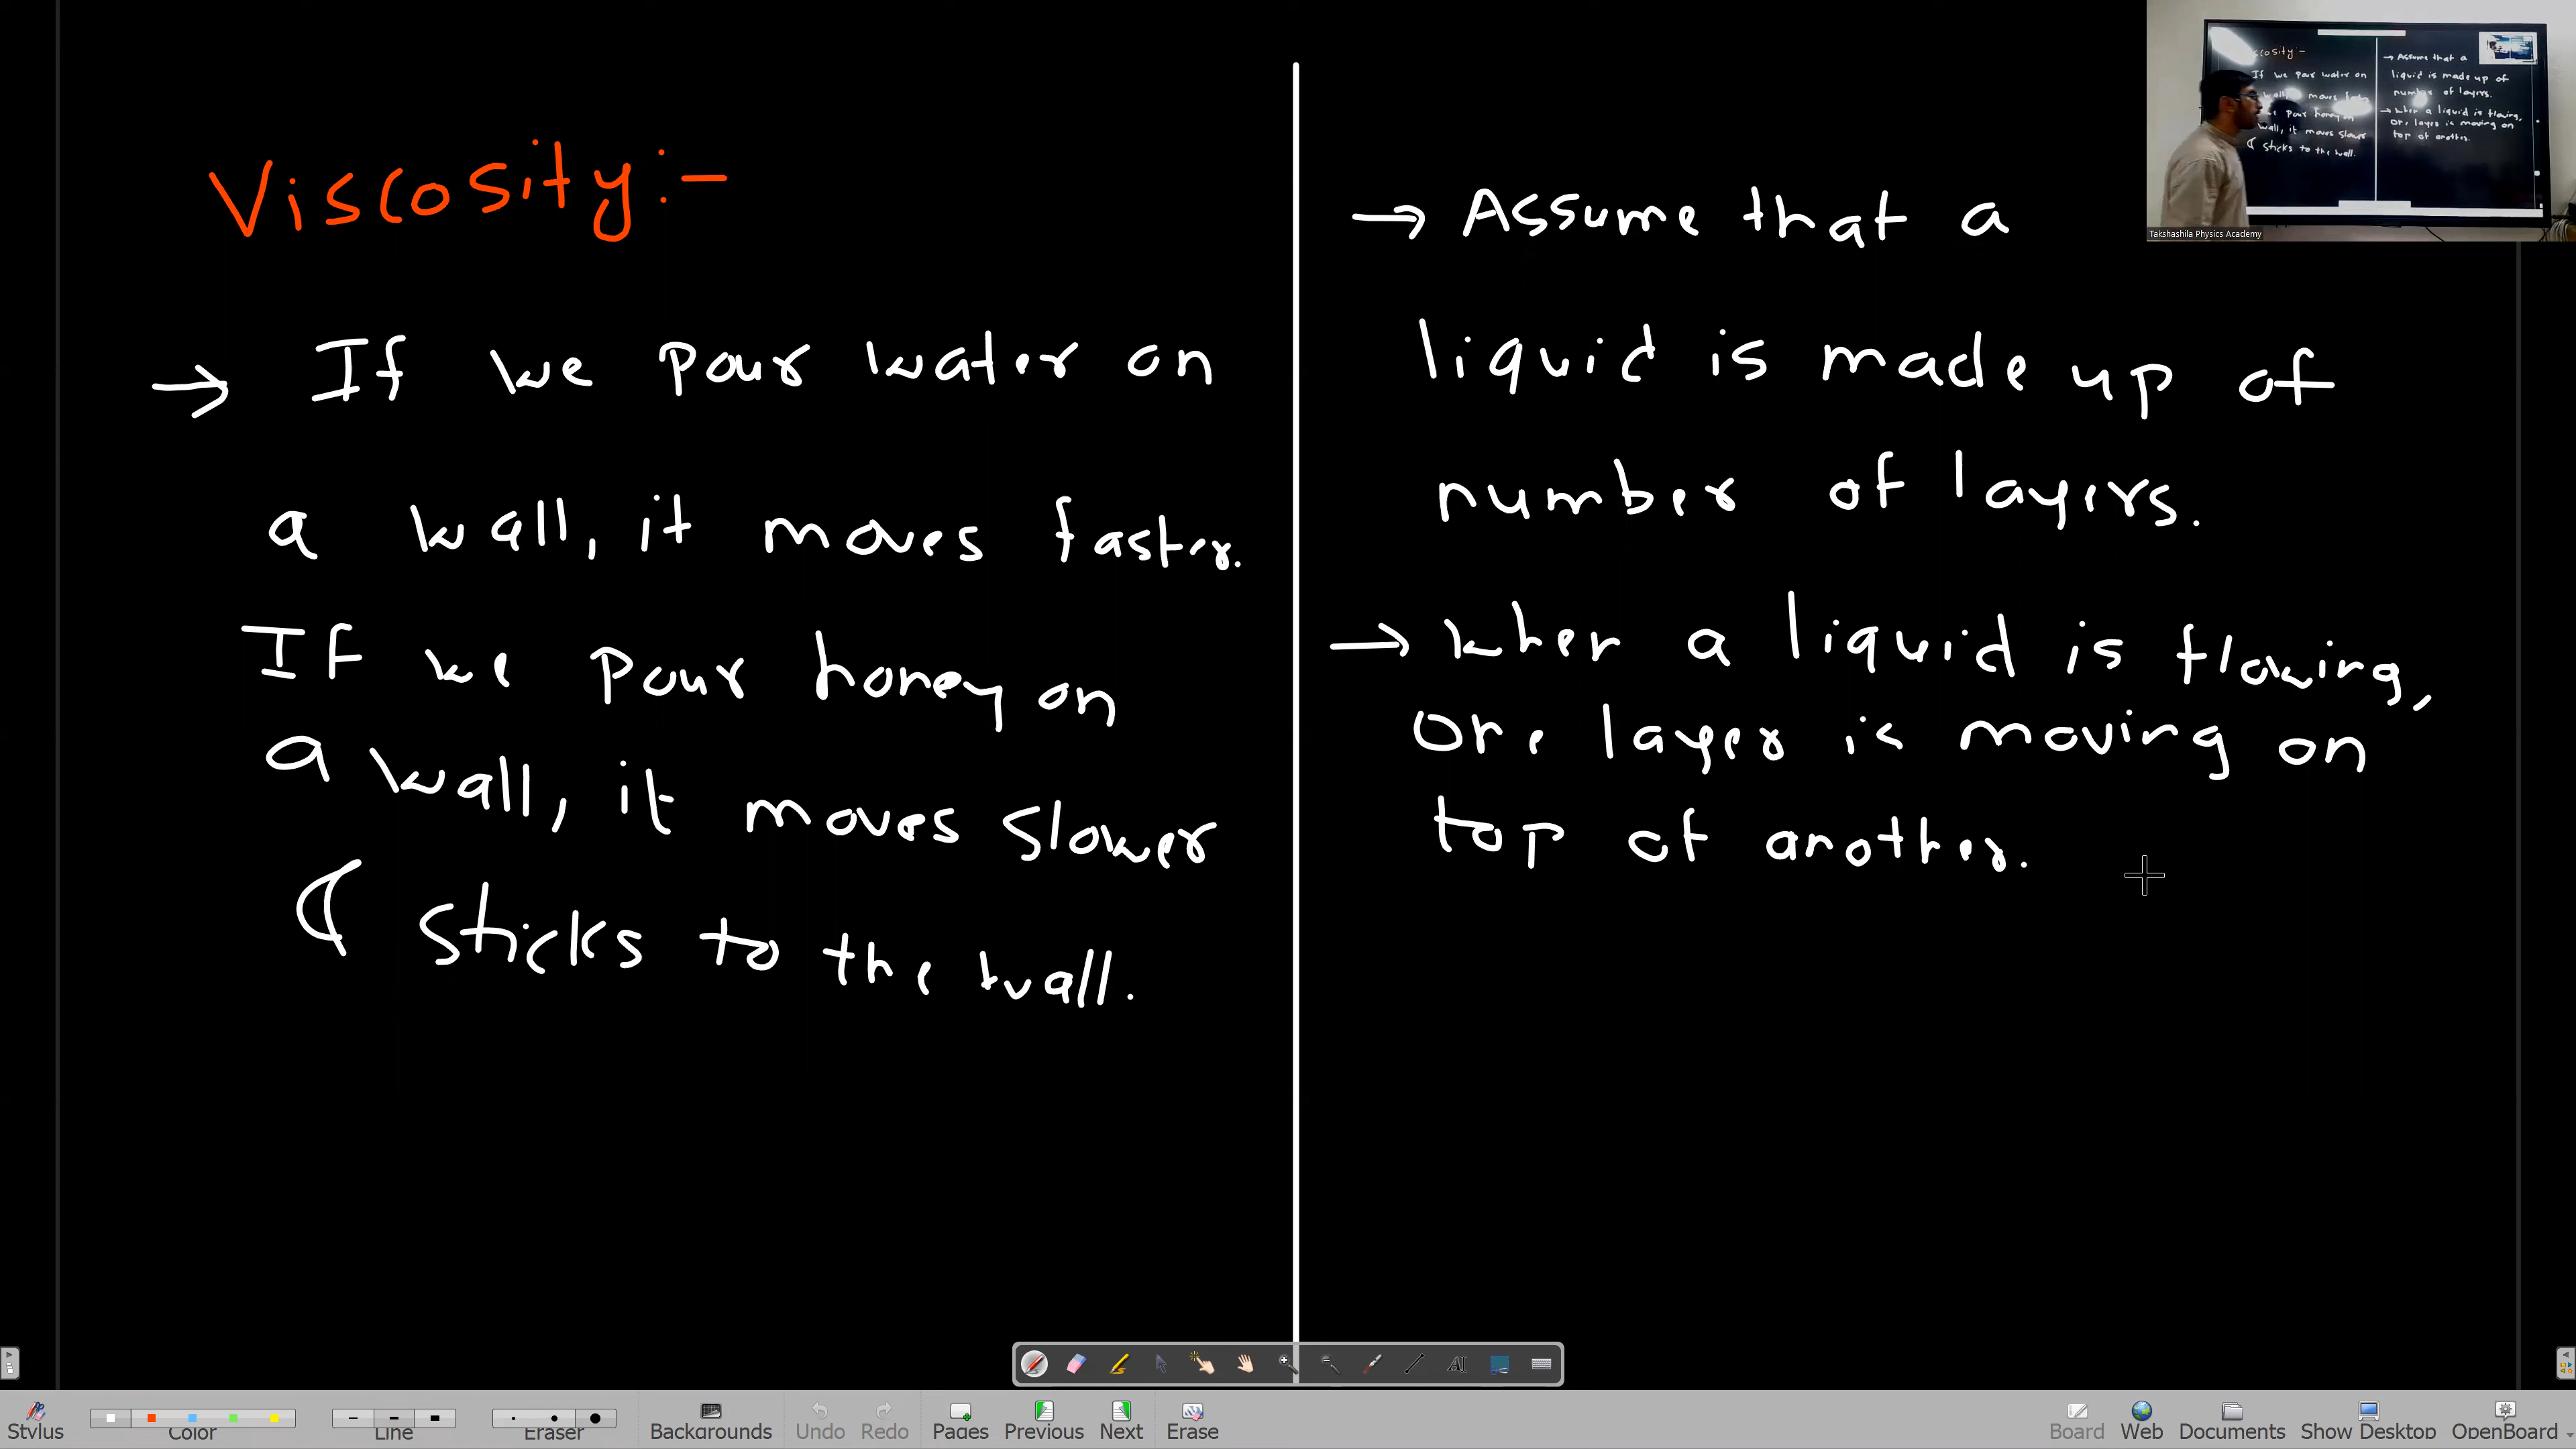 Viscosity:-
→ If we pour water on
a wall, it moves faster.
If we pour honey on
a wall, it moves slower
& sticks to the wall.
→ Assume that a
liquid is made up of
number of layers.
→ When a liquid is flowing,
one layer is moving on
top of another.
Takshashila Physics Academy
Stylus
Color
Line
Eraser
Backgrounds
Undo
Redo
Pages
Previous
Next
Erase
Board
Web
Documents
Show Desktop
OpenBoard